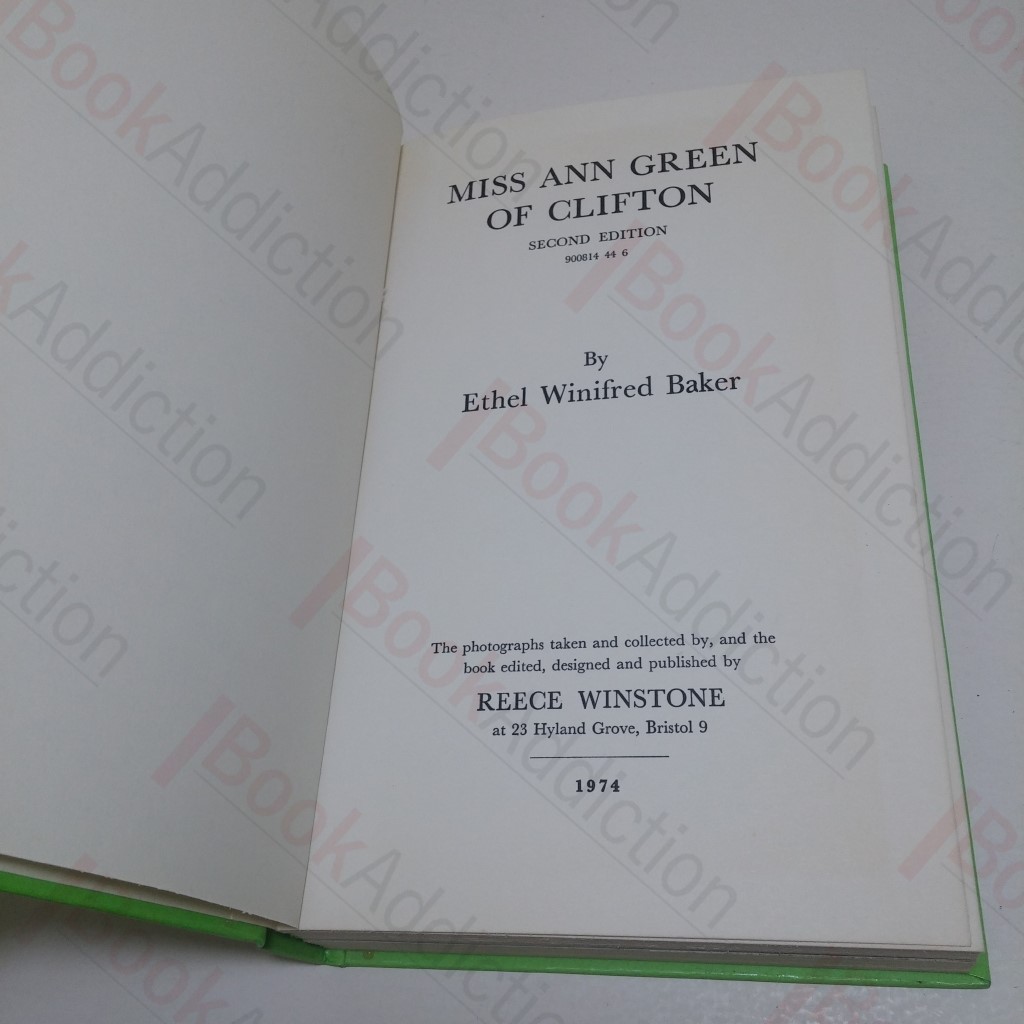 MISS ANN GREEN
OF CLIFTON
SECOND EDITION
900814 44 6
By
Ethel Winifred Baker
The photographs taken and collected by, and the
book edited, designed and published by
REECE WINSTONE
at 23 Hyland Grove, Bristol 9
1974
BookAddiction